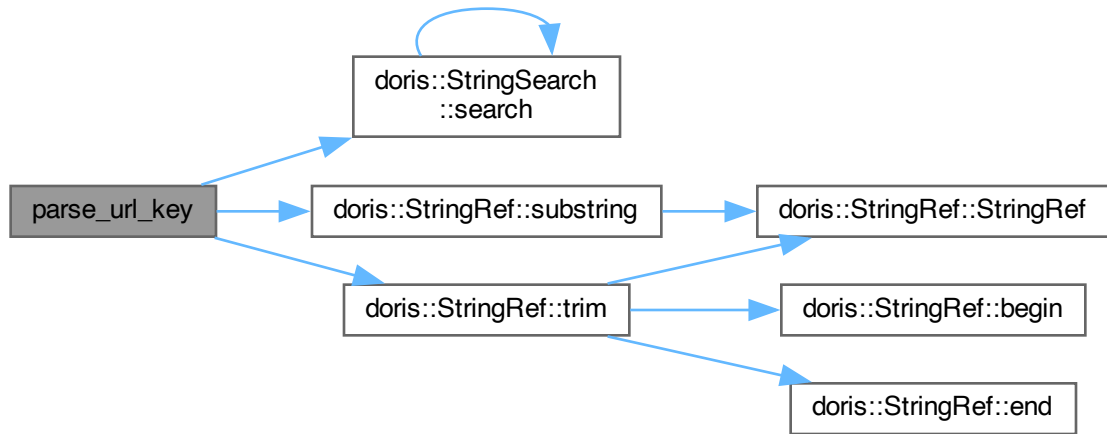 doris::StringSearch
::search
parse_url_key
doris::StringRef::substring
doris::StringRef::StringRef
doris::StringRef::trim
doris::StringRef::begin
doris::StringRef::end